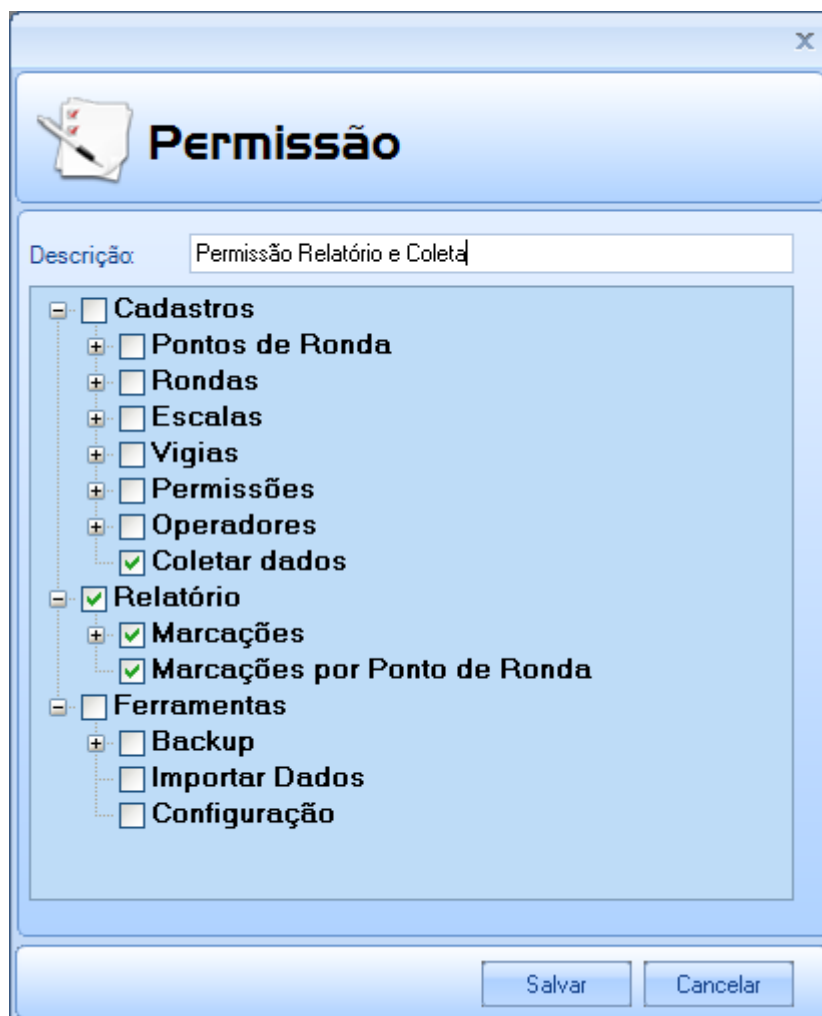 Permissão
Descrição: Permissão Relatório e Coleta
Cadastros
Pontos de Ronda
Rondas
Escalas
Vigias
Permissões
Operadores
Coletar dados
Relatório
Marcações
Marcações por Ponto de Ronda
Ferramentas
Backup
Importar Dados
Configuração
Salvar Cancelar